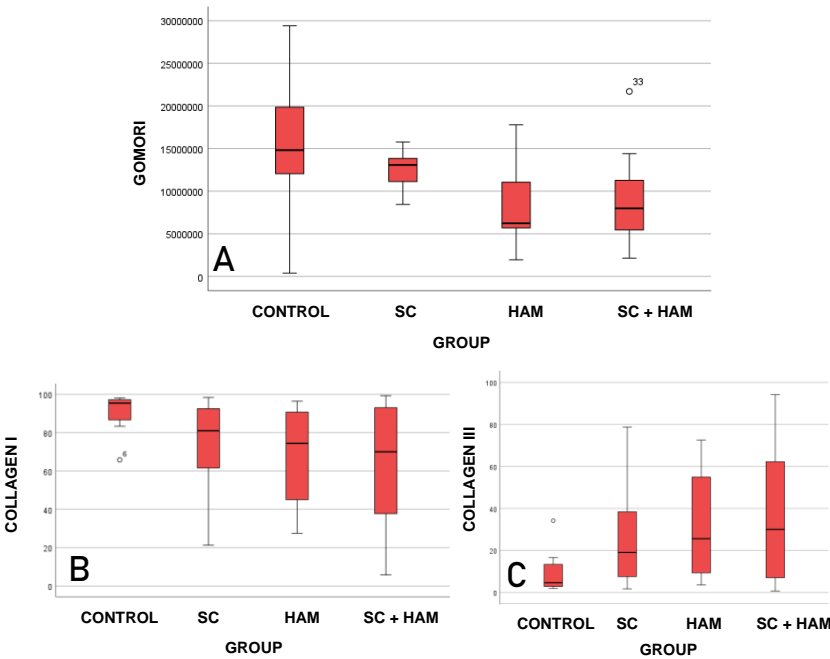 GOMORI
30000000
25000000
20000000
15000000
10000000
5000000
0
33
A
CONTROL SC HAM SC + HAM
GROUP
COLLAGEN I
100
80
60
40
20
0
6
B
CONTROL SC HAM SC + HAM
GROUP
COLLAGEN III
100
80
60
40
20
0
C
CONTROL SC HAM SC + HAM
GROUP